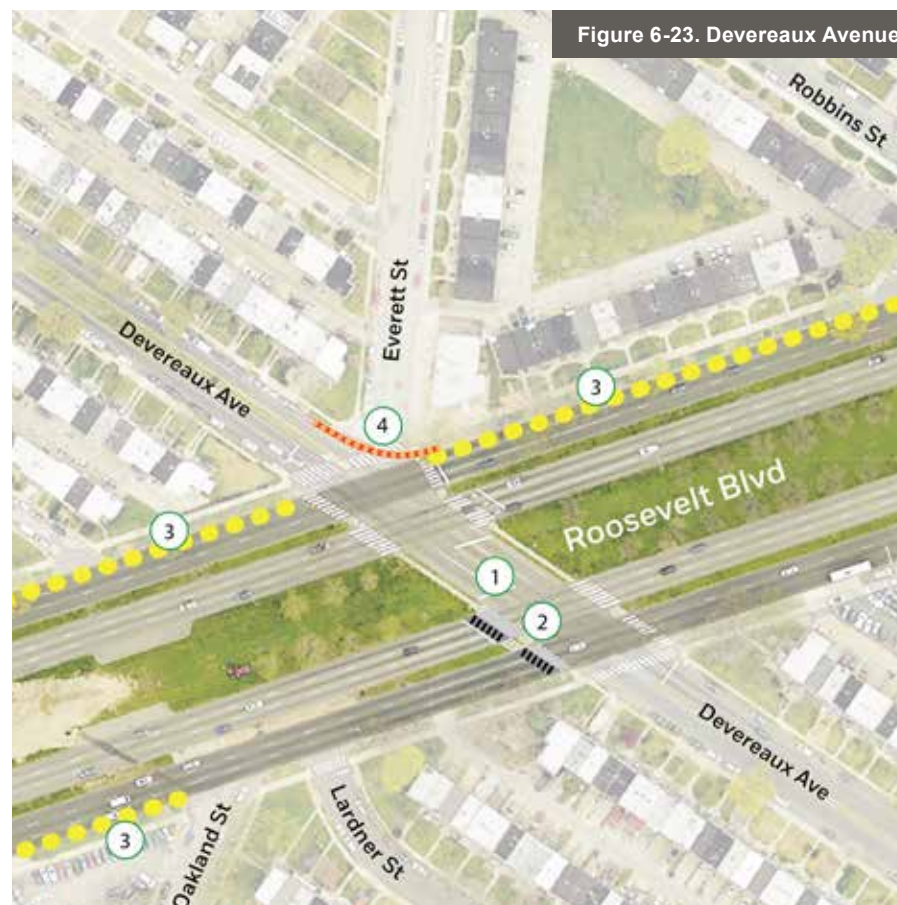 Figure 6-23. Devereaux Avenue
Robbins St
Everett St
Devereaux Ave
4
3
3
Roosevelt Blvd
1
2
Devereaux Ave
3
Oakland St
Lardner St